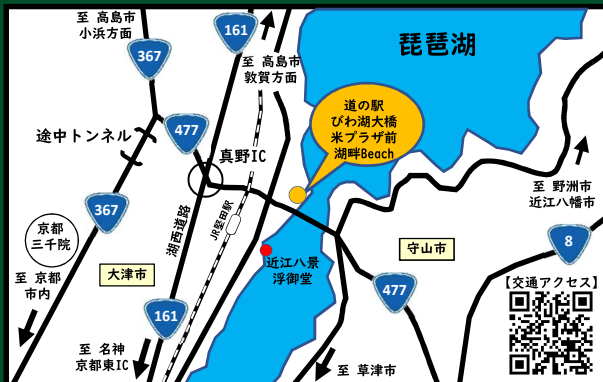 至 高島市
小浜方面
161
367
至 高島市
敦賀方面
琵琶湖
道の駅
びわ湖大橋
米プラザ前
湖畔Beach
477
途中トンネル
真野IC
至 野洲市
近江八幡市
367
京都
三千院
湖西道路
JR堅田駅
至 京都
市内
大津市
近江八景
浮御堂
守山市
8
【交通アクセス】
477
161
至 名神
京都東IC
至 草津市